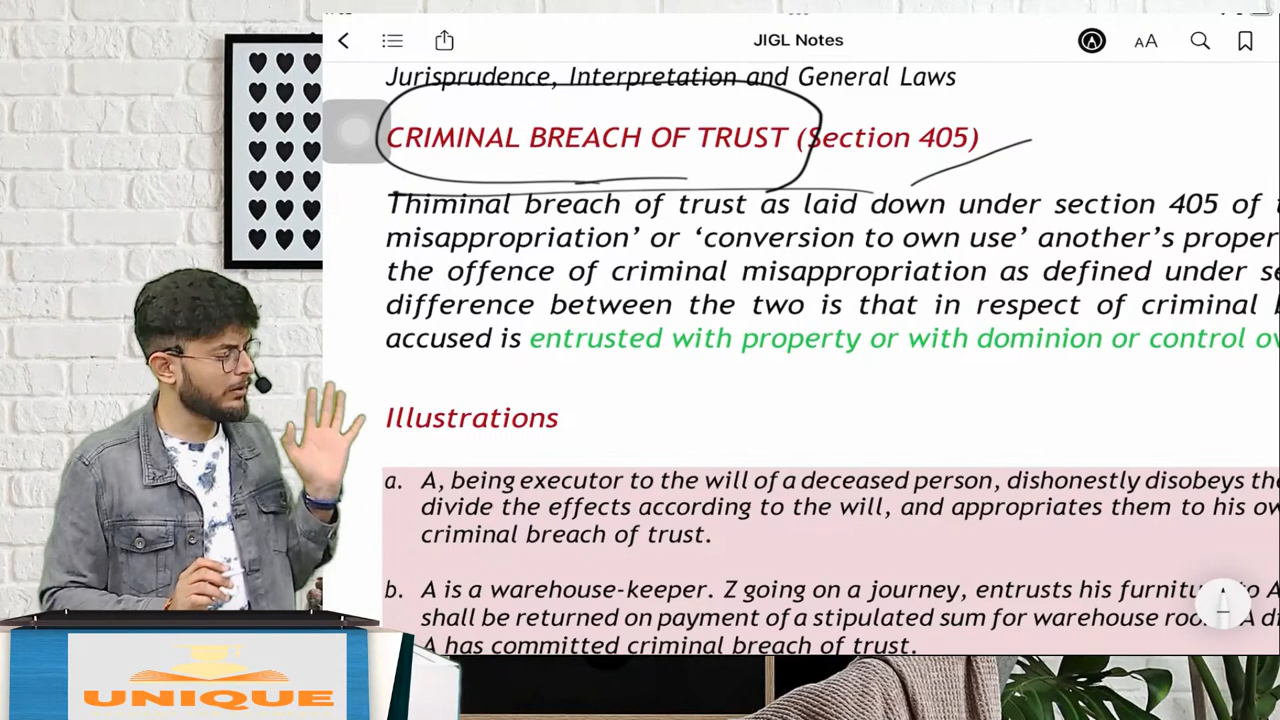 JIGL Notes
AA
Jurisprudence, Interpretation and General Laws
CRIMINAL BREACH OF TRUST (Section 405)
Thiminal breach of trust as laid down under section 405 of
misappropriation’ or ‘conversion to own use’ another’s proper
the offence of criminal misappropriation as defined under se
difference between the two is that in respect of criminal
accused is entrusted with property or with dominion or control ov
Illustrations
a. A, being executor to the will of a deceased person, dishonestly disobeys the
divide the effects according to the will, and appropriates them to his ow
criminal breach of trust.
b. A is a warehouse-keeper. Z going on a journey, entrusts his furnitu to A
shall be returned on payment of a stipulated sum for warehouse roo A di
A has committed criminal breach of trust.
UNIQUE